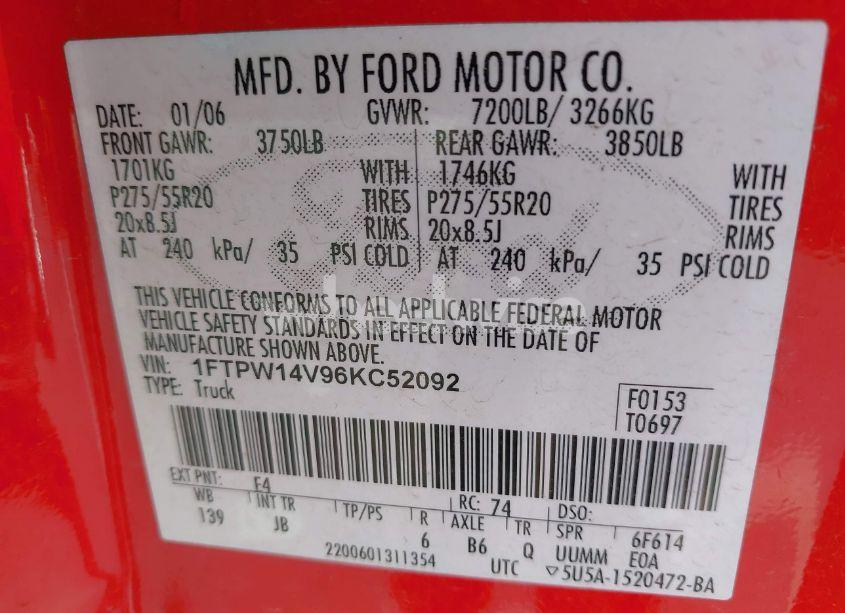 MFD. BY FORD MOTOR CO.
DATE: 01/06 GVWR: 7200LB/ 3266KG
FRONT GAWR: 3750LB REAR GAWR: 3850LB
1701KG WITH 1746KG WITH
P275/55R20 TIRES P275/55R20 TIRES
20x8.5J RIMS 20x8.5J RIMS
AT 240 kPa/ 35 PSI COLD AT 240 kPa/ 35 PSI COLD
THIS VEHICLE CONFORMS TO ALL APPLICABLE FEDERAL MOTOR
VEHICLE SAFETY STANDARDS IN EFFECT ON THE DATE OF
MANUFACTURE SHOWN ABOVE.
VIN: 1FTPW14V96KC52092
TYPE: Truck
F0153
T0697
EXT PNT: F4 RC: 74 DSO:
WB INT TR TP/PS R AXLE TR SPR 6F614
139 JB 6 B6 Q UUMM E0A
2200601311354 UTC ▽5U5A-1520472-BA